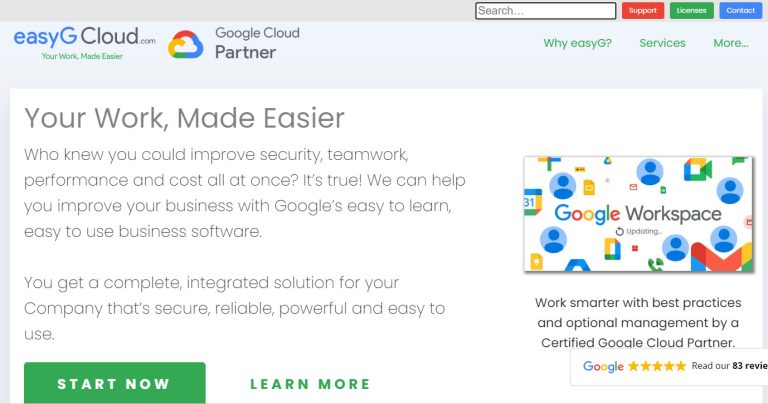 Search...
Support
Licenses
Contact
easyG Cloud.com
Your Work, Made Easier
Google Cloud
Partner
Why easyG?
Services
More...
Your Work, Made Easier
Who knew you could improve security, teamwork,
performance and cost all at once? It's true! We can help
you improve your business with Google's easy to learn,
easy to use business software.
You get a complete, integrated solution for your
Company that's secure, reliable, powerful and easy to
use.
START NOW
LEARN MORE
31
Google Workspace
Updating...
Work smarter with best practices
and optional management by a
Certified Google Cloud Partner.
Google
Read our 83 revie